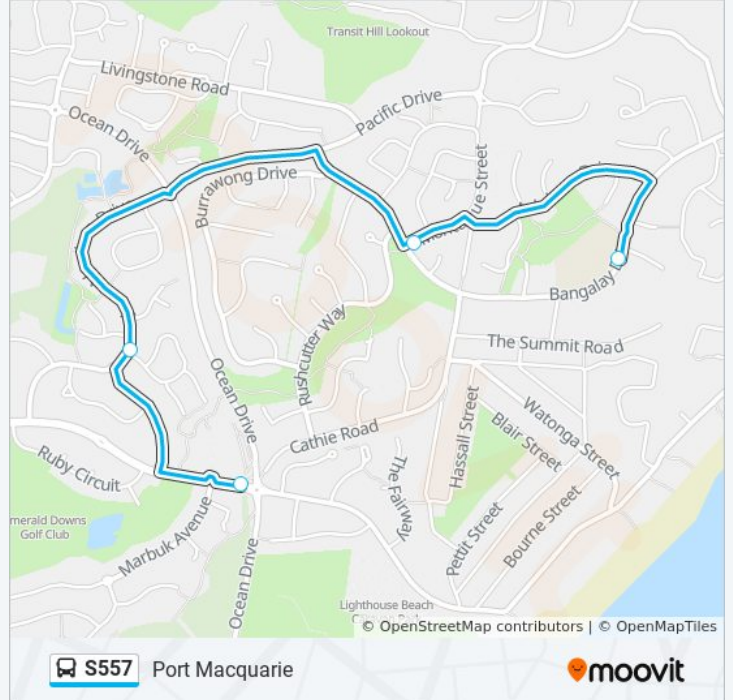 Transit Hill Lookout
Livingstone Road
Pacific Drive
Ocean Drive
Burrawong Drive
Street
Bangalay
Rushcutter Way
The Summit Road
Ocean Drive
Cathie Road
Hassall Street
Watonga Street
Blair Street
Ruby Circuit
The Fairway
Pettit Street
Bourne Street
Golf Club
Marbuk Avenue
Ocean Drive
Lighthouse Beach
© OpenStreetMap contributors | © OpenMapTiles
S557 Port Macquarie
moovit